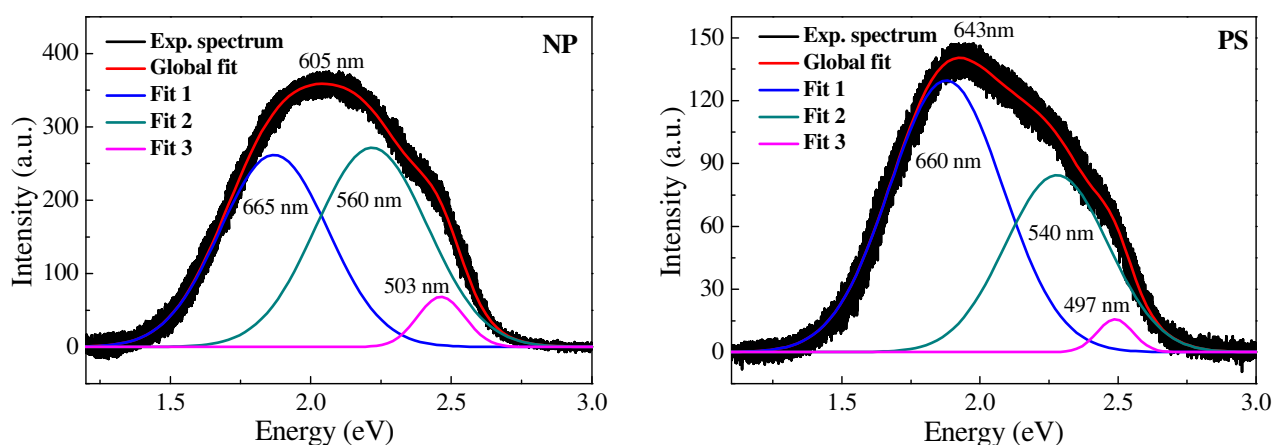 NP
Exp. spectrum
Global fit
Fit 1
Fit 2
Fit 3
605 nm
665 nm
560 nm
503 nm
400
300
200
100
0
Intensity (a.u.)
1.5
2.0
2.5
3.0
Energy (eV)
PS
Exp. spectrum
Global fit
Fit 1
Fit 2
Fit 3
643nm
660 nm
540 nm
497 nm
150
120
90
60
30
0
Intensity (a.u.)
1.5
2.0
2.5
3.0
Energy (eV)